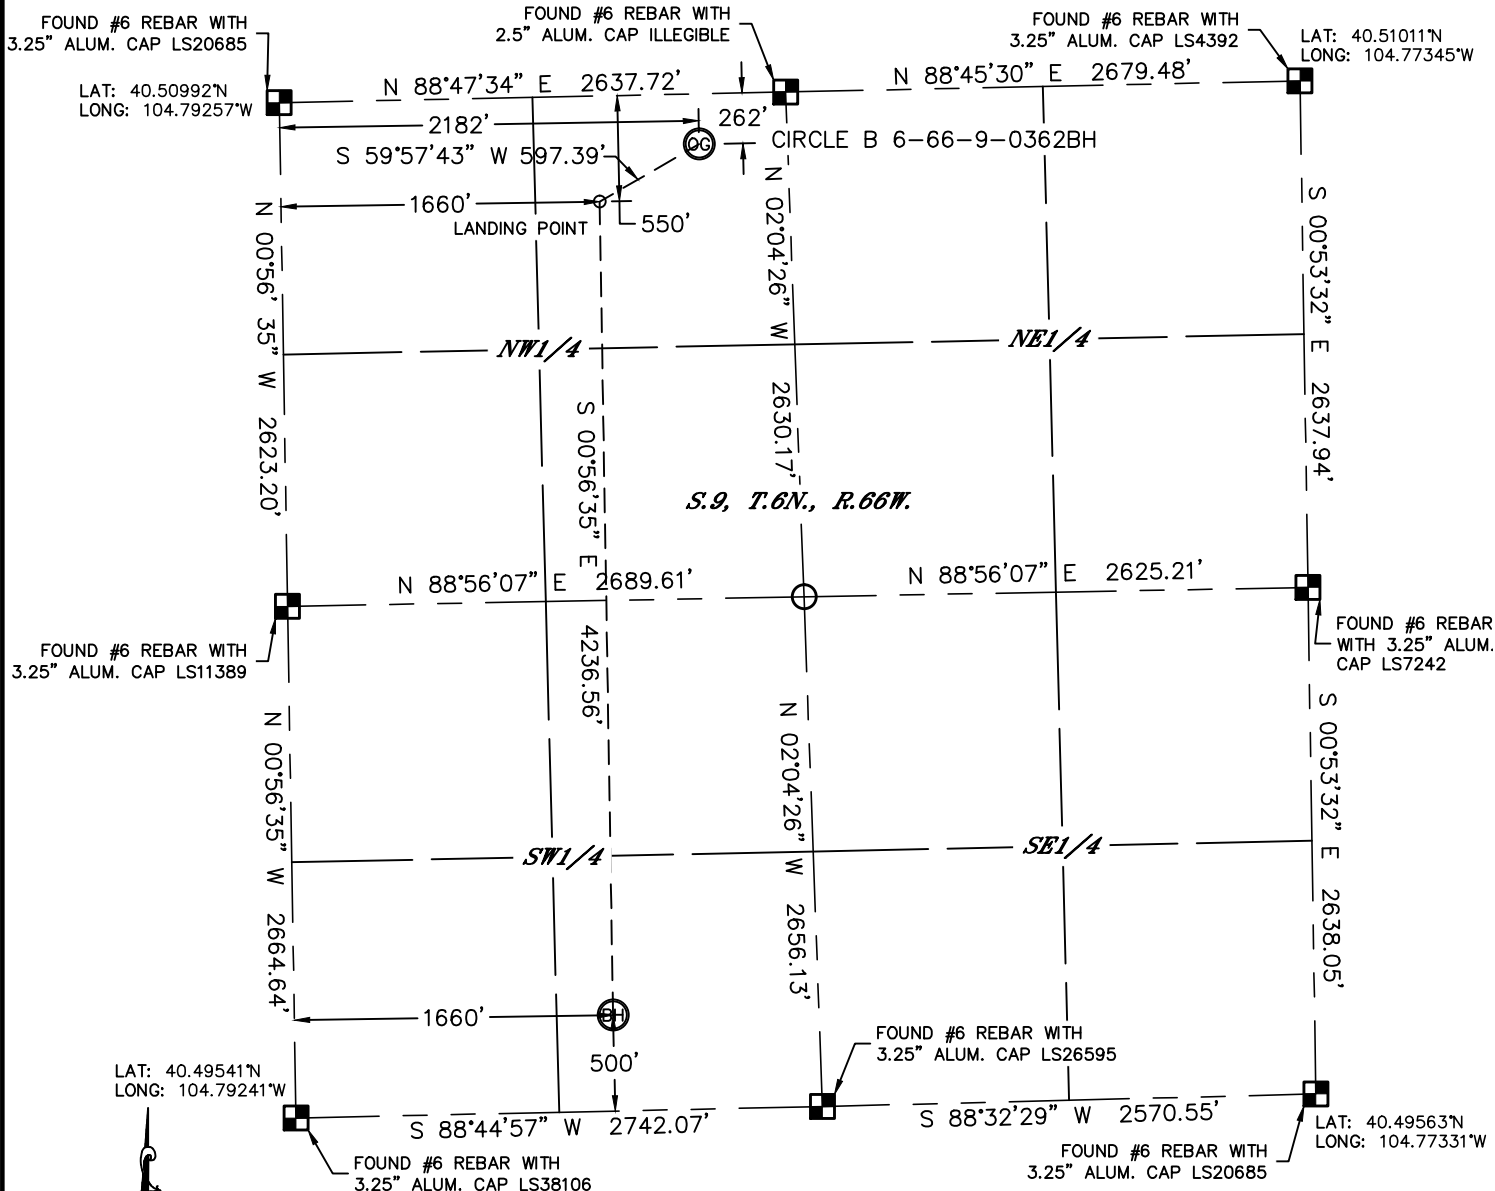 FOUND #6 REBAR WITH
3.25" ALUM. CAP LS20685
FOUND #6 REBAR WITH
2.5" ALUM. CAP ILLEGIBLE
FOUND #6 REBAR WITH
3.25" ALUM. CAP LS4392
LAT: 40.51011°N
LONG: 104.77345°W
LAT: 40.50992°N
LONG: 104.79257°W
N 88°47'34" E 2637.72'
N 88°45'30" E 2679.48'
2182'
262'
OG
CIRCLE B 6-66-9-0362BH
S 59°57'43" W 597.39'
1660'
LANDING POINT
550'
N 00°56' 35" W 2623.20'
N 02°04'26" W 2630.17'
S 00°53'32" E 2637.94'
NW1/4
NE1/4
S 00°56'35" E 4236.56'
S.9, T.6N., R.66W.
N 88°56'07" E 2689.61'
N 88°56'07" E 2625.21'
FOUND #6 REBAR WITH
3.25" ALUM. CAP LS11389
FOUND #6 REBAR
WITH 3.25" ALUM.
CAP LS7242
N 00°56'35" W 2664.64'
N 02°04'26" W 2656.13'
S 00°53'32" E 2638.05'
SW1/4
SE1/4
1660'
BH
500'
FOUND #6 REBAR WITH
3.25" ALUM. CAP LS26595
LAT: 40.49541°N
LONG: 104.79241°W
S 88°44'57" W 2742.07'
S 88°32'29" W 2570.55'
LAT: 40.49563°N
LONG: 104.77331°W
FOUND #6 REBAR WITH
3.25" ALUM. CAP LS38106
FOUND #6 REBAR WITH
3.25" ALUM. CAP LS20685